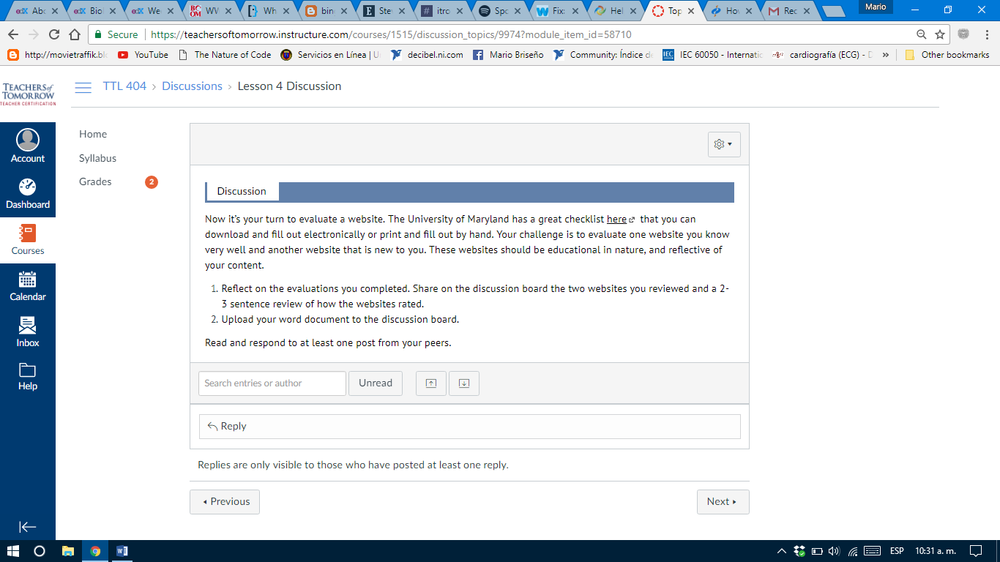 Abo
Biol
We
WV
Wh
bin
Stev
itro
Spo
Fix
Hel
Top
How
Rec
Mario
Secure
https://teachersoftomorrow.instructure.com/courses/1515/discussion_topics/9974?module_item_id=58710
http://movietraffik.bl
YouTube
The Nature of Code
Servicios en Línea | U
decibel.ni.com
Mario Briseño
Community: Índice de
IEC 60050 - Internatic
cardiografía (ECG) - D
»
Other bookmarks
TEACHERS of
TOMORROW
TEACHER CERTIFICATION
TTL 404 › Discussions › Lesson 4 Discussion
Account
Dashboard
Courses
Calendar
Inbox
Help
Home
Syllabus
Grades 2
Discussion
Now it's your turn to evaluate a website. The University of Maryland has a great checklist here that you can
download and fill out electronically or print and fill out by hand. Your challenge is to evaluate one website you know
very well and another website that is new to you. These websites should be educational in nature, and reflective of
your content.
1. Reflect on the evaluations you completed. Share on the discussion board the two websites you reviewed and a 2-
3 sentence review of how the websites rated.
2. Upload your word document to the discussion board.
Read and respond to at least one post from your peers.
Search entries or author
Unread
Reply
Replies are only visible to those who have posted at least one reply.
Previous
Next
ESP
10:31 a. m.